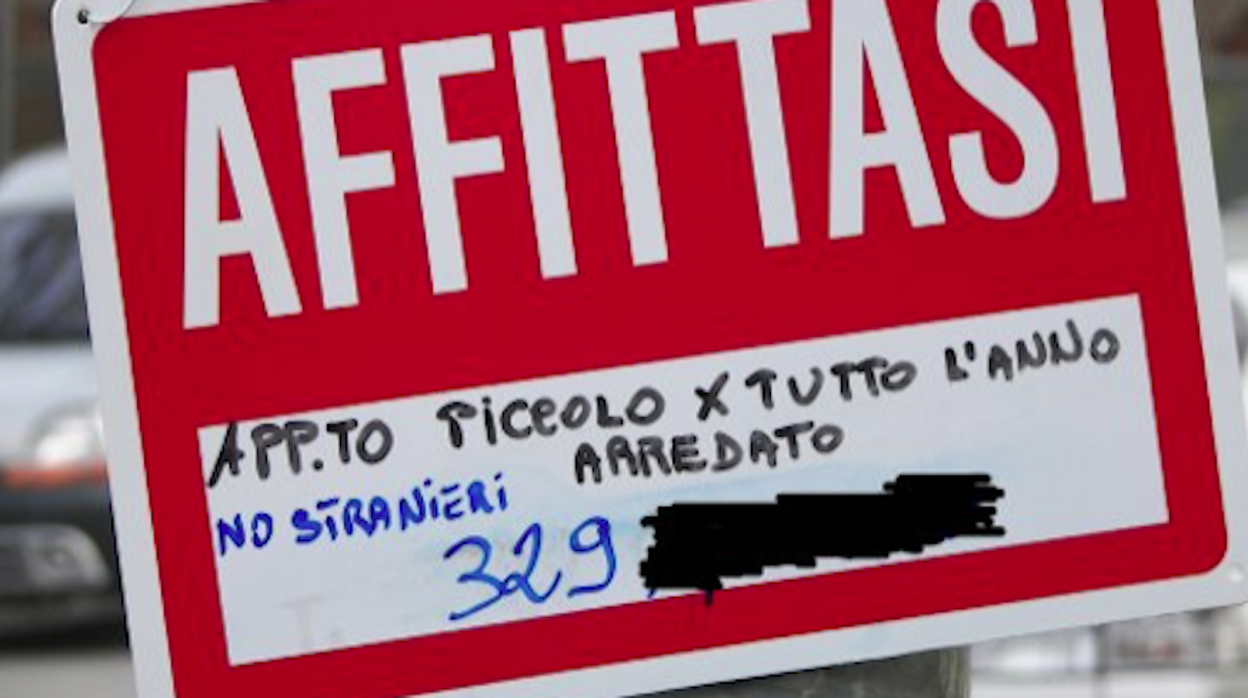 AFFITTASI
APP.TO PICCOLO X TUTTO L'ANNO
ARREDATO
NO STRANIERI
329